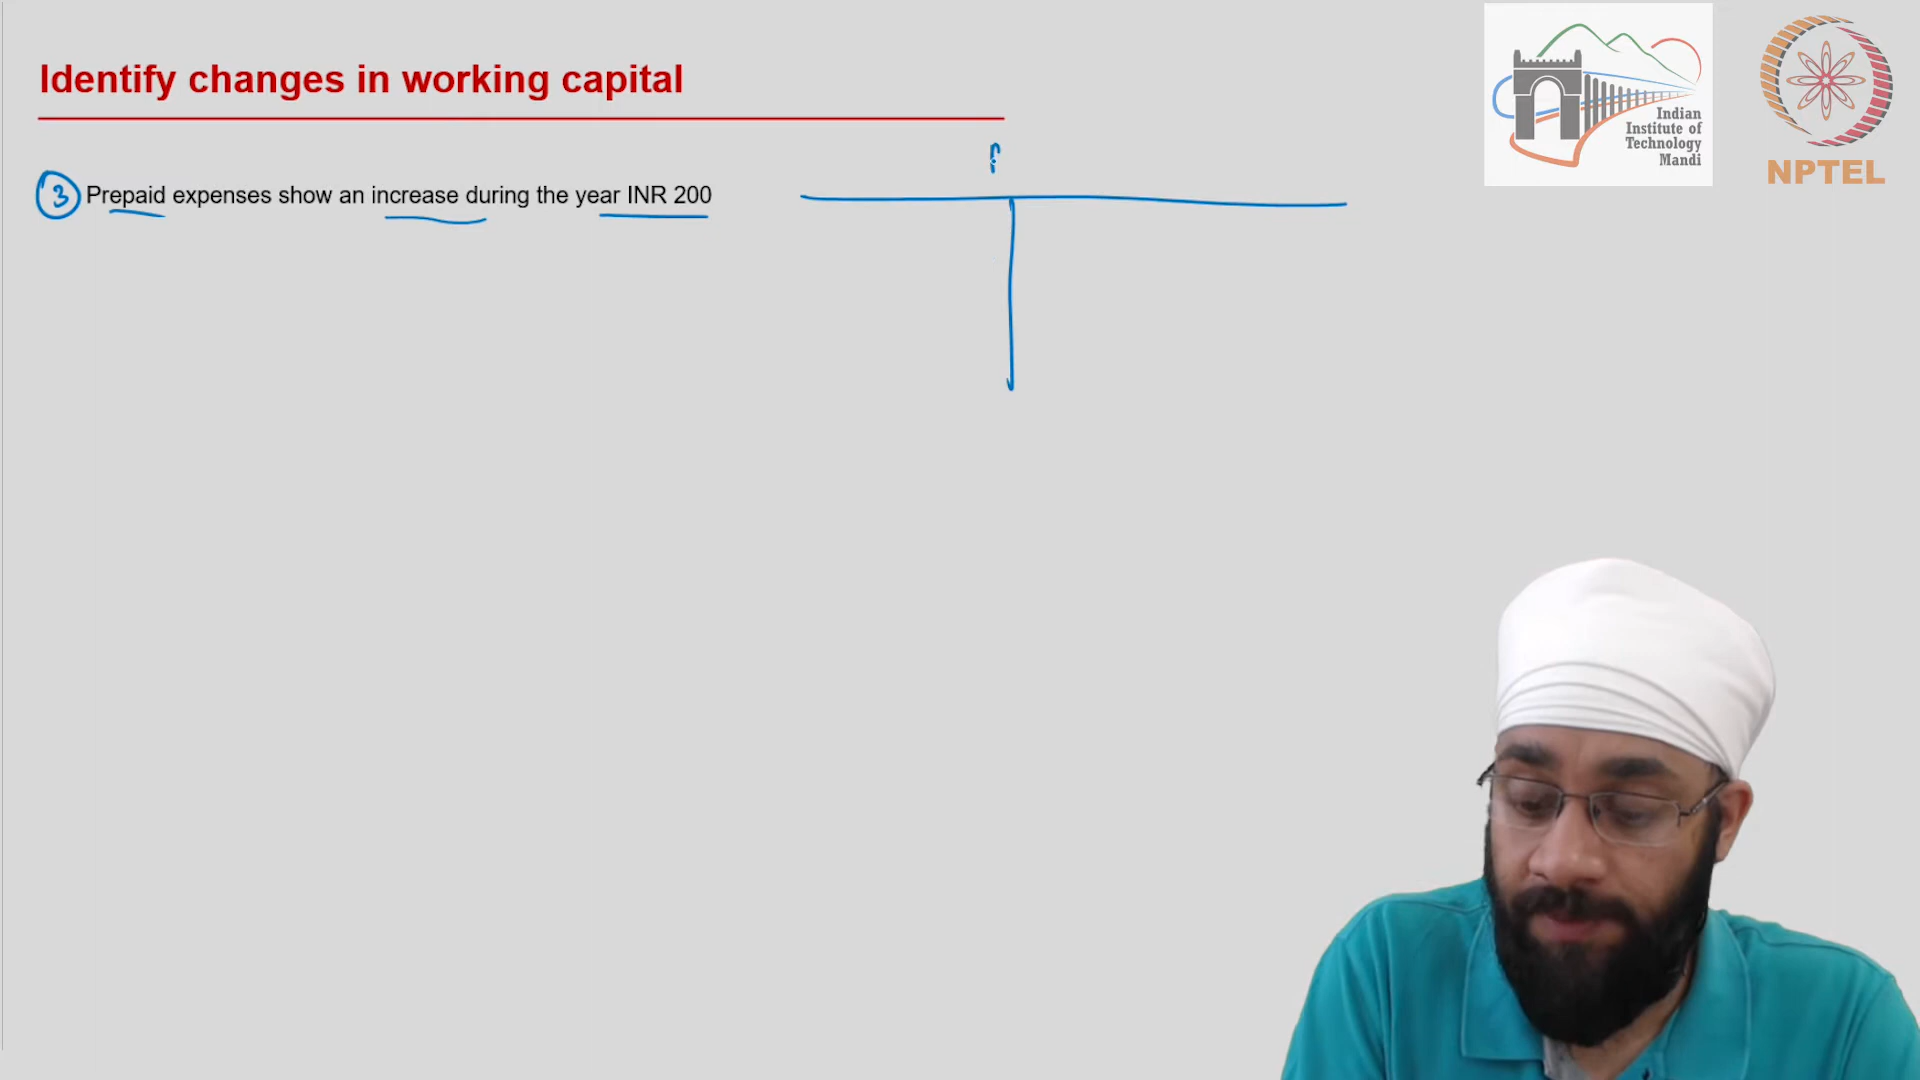 Identify changes in working capital
P
③ Prepaid expenses show an increase during the year INR 200
Indian
Institute of
Technology
Mandi
NPTEL